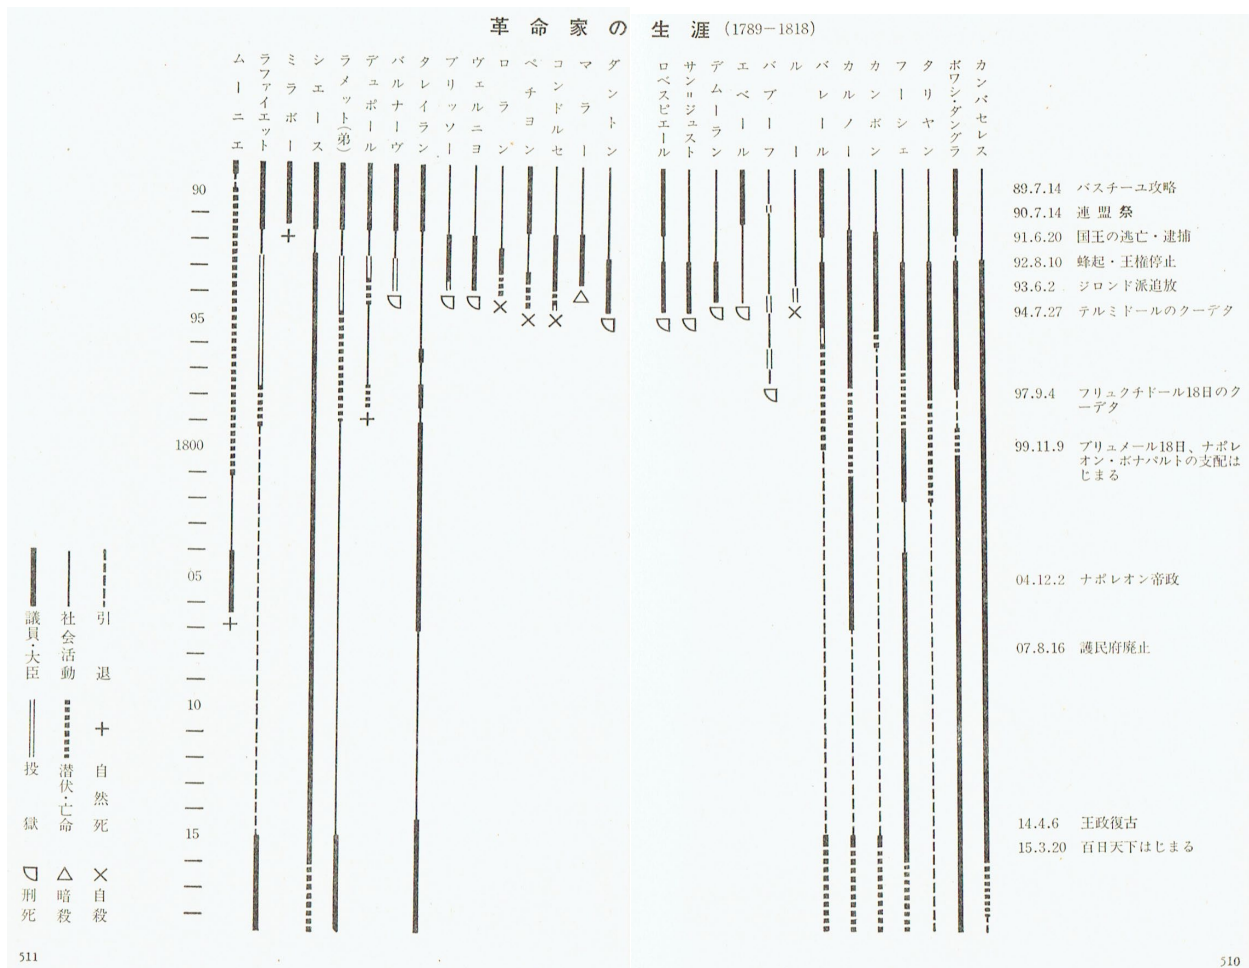 革命家の生涯(1789−1818)
ムーニエ
ラファイエット
ミラボー
シエース
ラメット(弟)
デュポール
バルナーヴ
タレイラン
ブリッソー
ヴェルニヨ
ロラン
ペチヨン
コンドルセ
マラー
ダントン
ロベスピエール
サン=ジュスト
デムーラン
エベール
バブーフ
ルー
バレール
カルノー
カンボン
フーシェ
タリヤン
ボワシ・ダングラ
カンバセレス
90
95
1800
05
10
15
89.7.14 バスチーユ攻略
90.7.14 連盟祭
91.6.20 国王の逃亡・逮捕
92.8.10 蜂起・王権停止
93.6.2 ジロンド派追放
94.7.27 テルミドールのクーデタ
97.9.4 フリュクチドール18日のク
ーデタ
99.11.9 ブリュメール18日、ナポレ
オン・ボナパルトの支配は
じまる
04.12.2 ナポレオン帝政
07.8.16 護民府廃止
14.4.6 王政復古
15.3.20 百日天下はじまる
議員・大臣
社会活動
引退
投獄
潜伏・亡命
+ 自然死
刑死
△ 暗殺
× 自殺
511
510